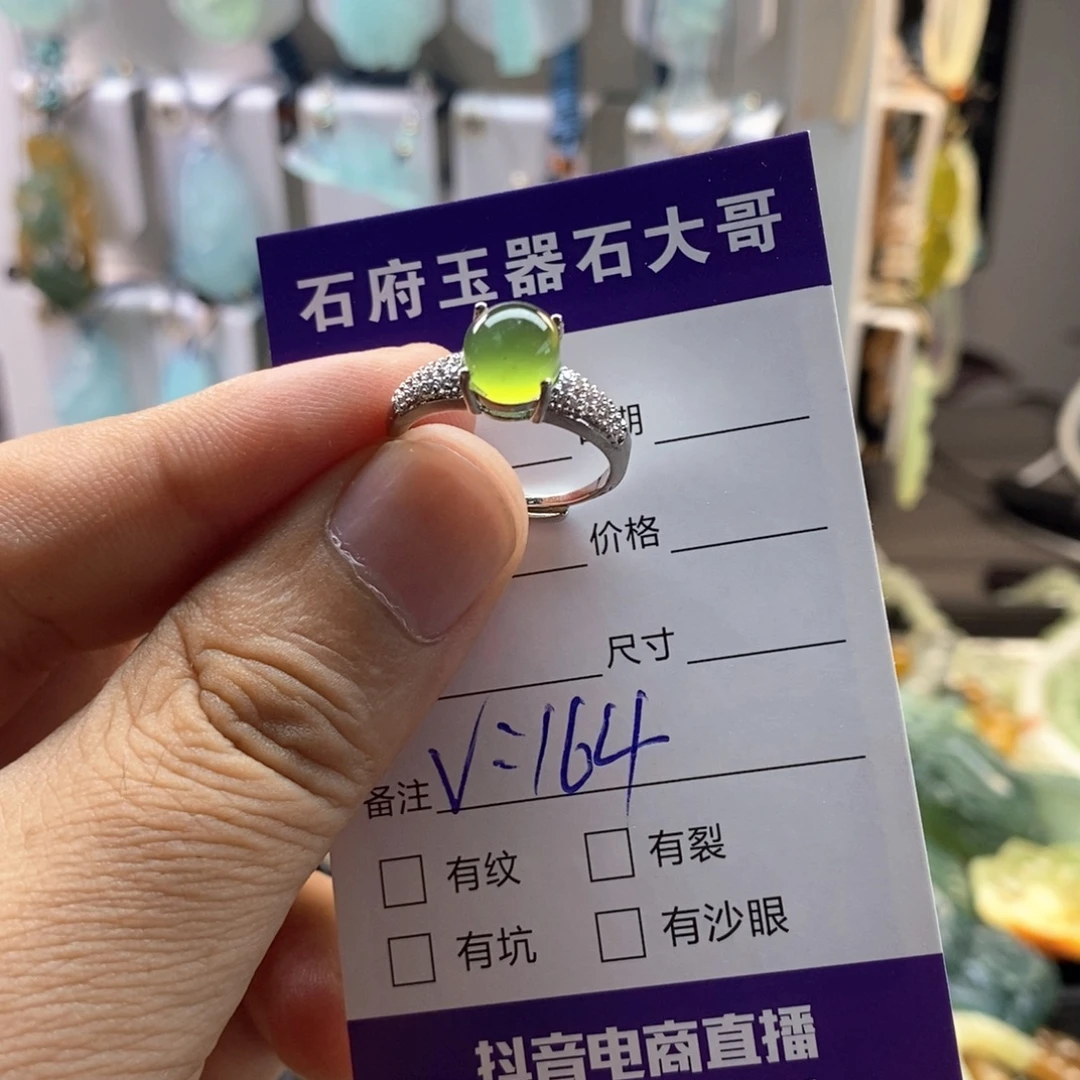 石府玉器石大哥
期
价格
尺寸
备注 V=164
有纹 有裂
有坑 有沙眼
抖音电商直播